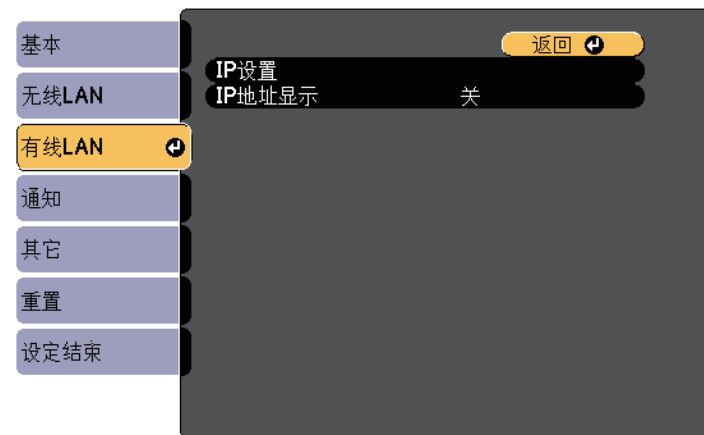 基本
无线LAN
有线LAN
通知
其它
重置
设定结束
返回
IP设置
IP地址显示 关